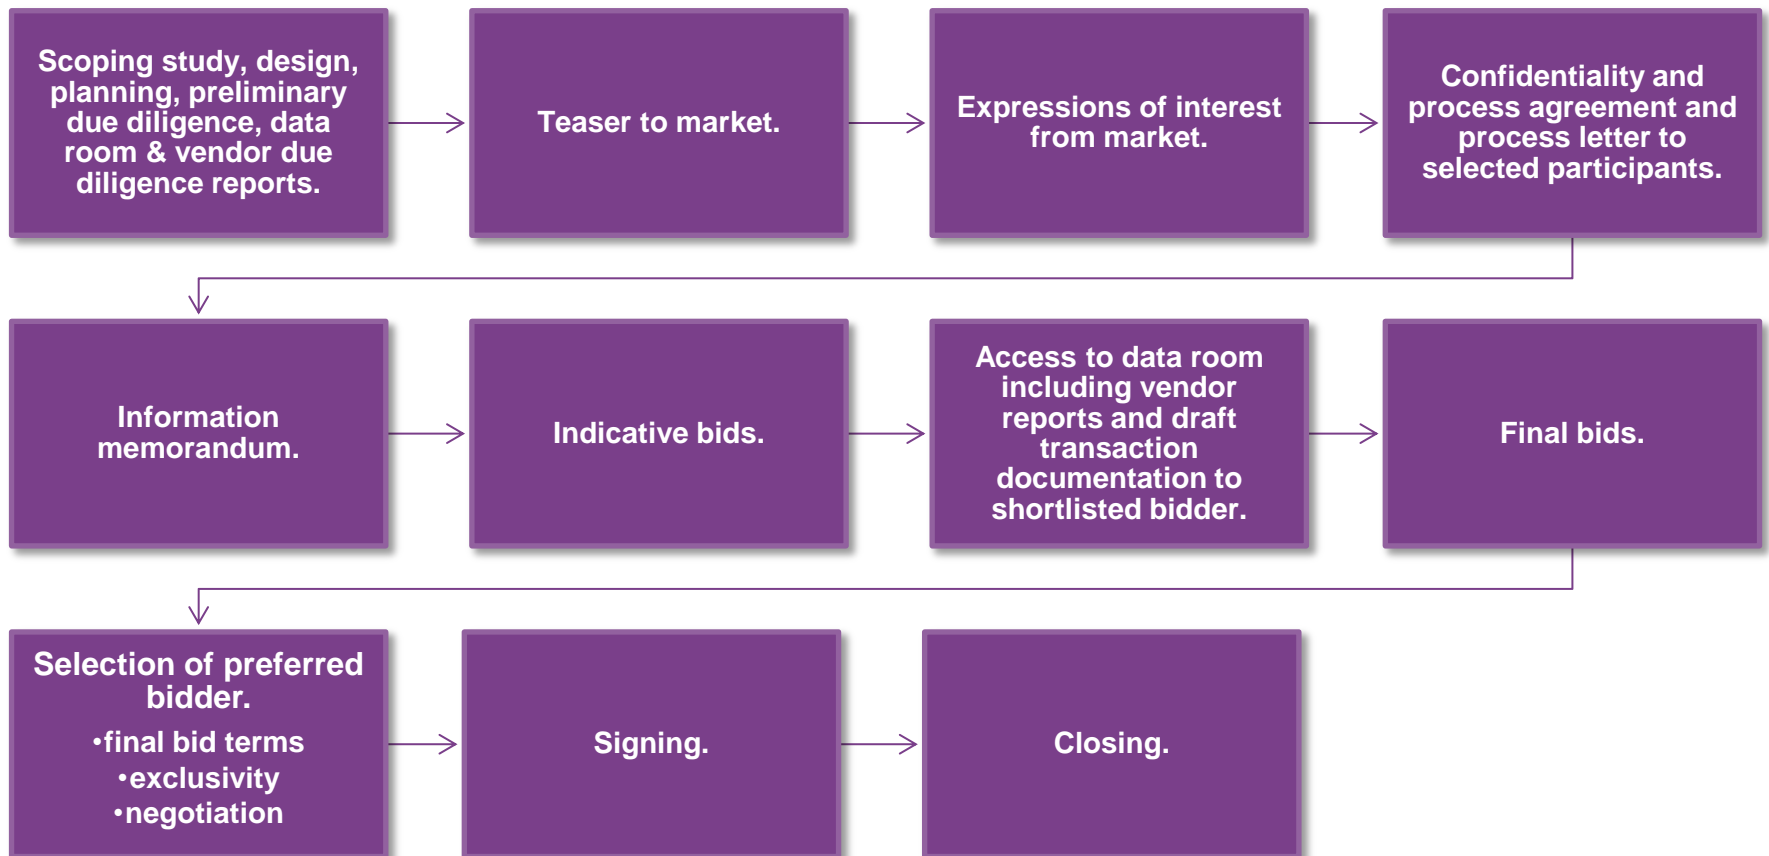 Scoping study, design,
planning, preliminary
due diligence, data
room & vendor due
diligence reports.
Teaser to market.
Expressions of interest
from market.
Confidentiality and
process agreement and
process letter to
selected participants.
Information
memorandum.
Indicative bids.
Access to data room
including vendor
reports and draft
transaction
documentation to
shortlisted bidder.
Final bids.
Selection of preferred
bidder.
•final bid terms
•exclusivity
•negotiation
Signing.
Closing.